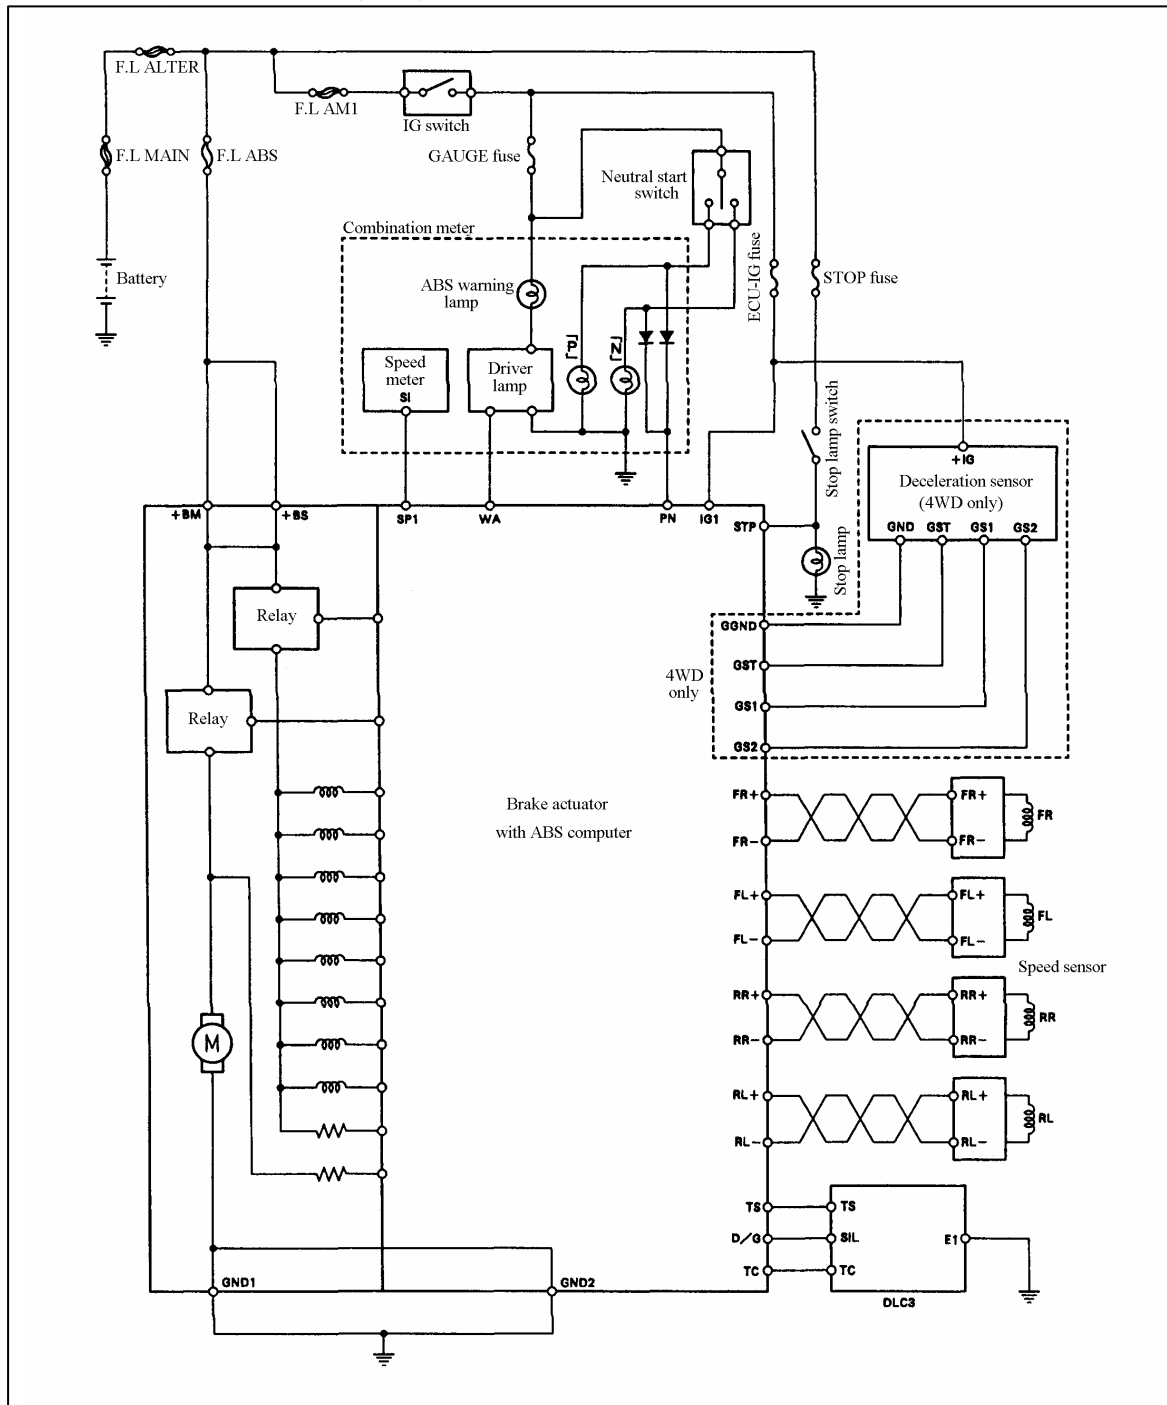 F.L ALTER
F.L AM1
IG switch
F.L MAIN
F.L ABS
GAUGE fuse
Neutral start
switch
Combination meter
ECU-IG fuse
STOP fuse
Battery
ABS warning
lamp
「P」
「N」
Speed
meter
SI
Driver
lamp
Stop lamp switch
+IG
Deceleration sensor
(4WD only)
GND
GST
GS1
GS2
+BM
+BS
SP1
WA
PN
IG1
STP
Stop lamp
Relay
GGND
GST
4WD
only
GS1
GS2
Relay
Brake actuator
with ABS computer
FR+
FR-
FR+
FR-
FR
FL+
FL-
FL+
FL-
FL
Speed sensor
RR+
RR-
RR+
RR-
RR
M
RL+
RL-
RL+
RL-
RL
TS
D/G
TC
TS
SIL
TC
E1
DLC3
GND1
GND2